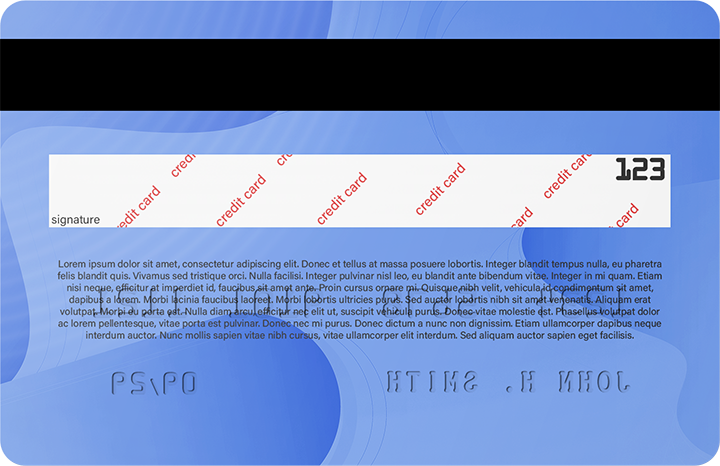 credit card credit card credit card credit card credit card credit card credit card credit card credit card
123
signature
Lorem ipsum dolor sit amet, consectetur adipiscing elit. Donec et tellus at massa posuere lobortis. Integer blandit tempus nulla, eu pharetra
felis blandit quis. Vivamus sed tristique orci. Nulla facilisi. Integer pulvinar nisl leo, eu blandit ante bibendum vitae. Integer in mi quam. Etiam
nisi neque, efficitur at imperdiet id, faucibus sit amet ante. Proin cursus ornare mi. Quisque nibh velit, vehicula id condimentum sit amet,
dapibus a lorem. Morbi lacinia faucibus laoreet. Morbi lobortis ultricies purus. Sed auctor lobortis nibh sit amet venenatis. Aliquam erat
volutpat. Morbi eu porta est. Nulla diam arcu, efficitur nec elit ut, suscipit vehicula purus. Donec vitae molestie est. Phasellus volutpat dolor
ac lorem pellentesque, vitae porta est pulvinar. Donec nec mi purus. Donec dictum a nunc non dignissim. Etiam ullamcorper dapibus neque
interdum auctor. Nunc mollis sapien vitae nibh cursus, vitae ullamcorper elit interdum. Sed aliquam auctor sapien eget facilisis.
09/29 JOHN H. SMITH